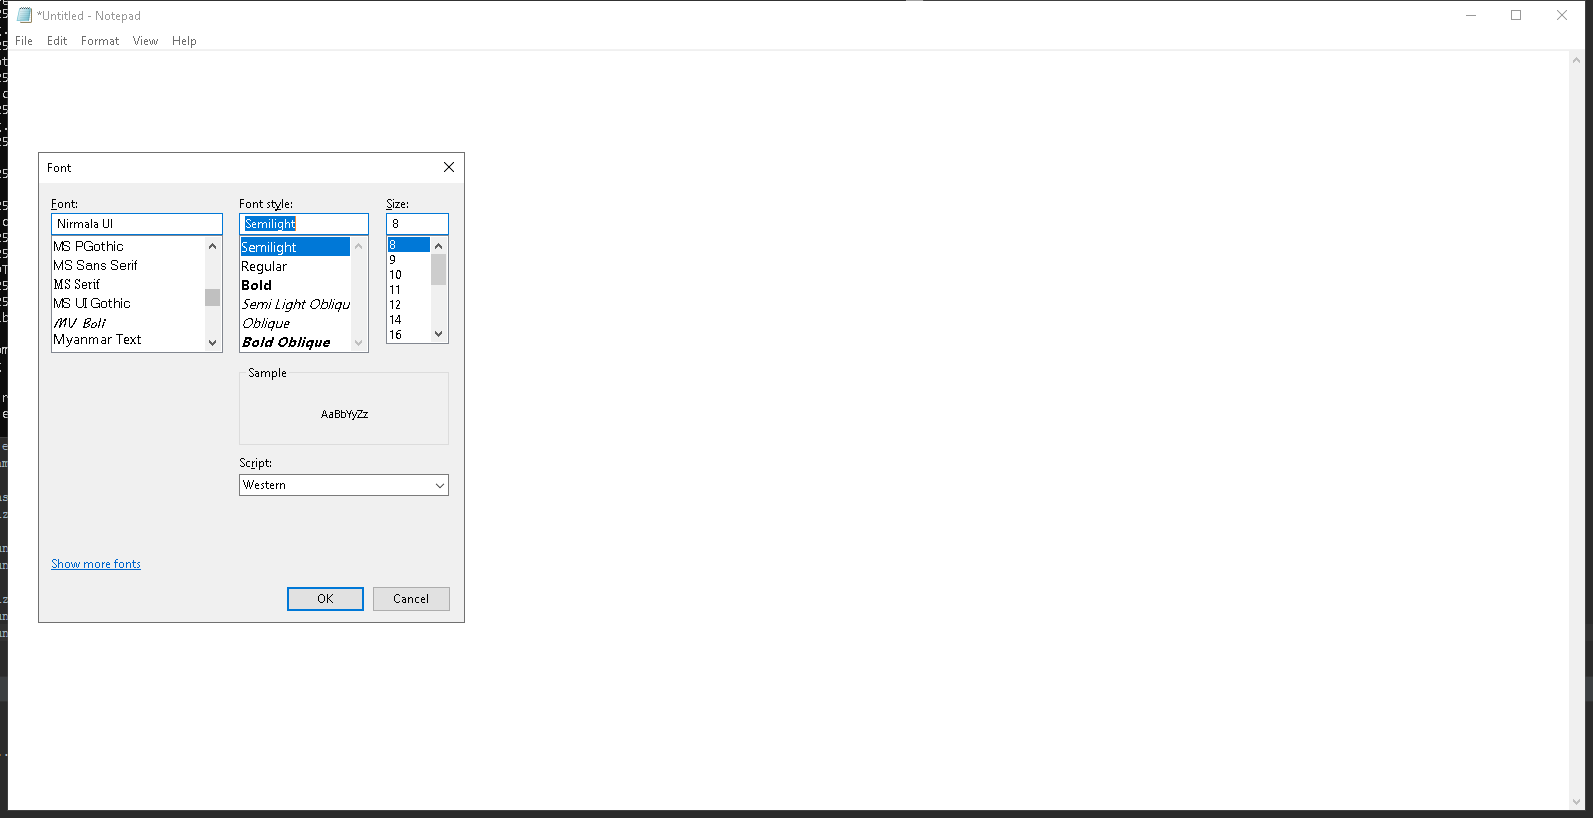 *Untitled - Notepad
File Edit Format View Help
Font
Font: Font style: Size:
Nirmala UI Semilight 8
MS PGothic Semilight 8
MS Sans Serif Regular 9
MS Serif Bold 10
MS UI Gothic Semi Light Obliqu 11
MV Boli Oblique 12
Myanmar Text Bold Oblique 14
16
Sample
AaBbYyZz
Script:
Western
Show more fonts
OK Cancel